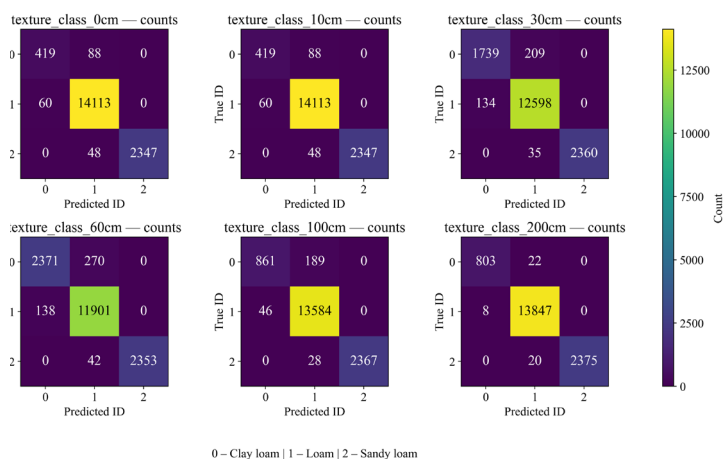 texture_class_0cm — counts
texture_class_10cm — counts
texture_class_30cm — counts
0 419 88 0
1 60 14113 0
2 0 48 2347
0 1 2
Predicted ID
True ID
0 419 88 0
1 60 14113 0
2 0 48 2347
0 1 2
Predicted ID
True ID
0 1739 209 0
1 134 12598 0
2 0 35 2360
0 1 2
Predicted ID
texture_class_60cm — counts
texture_class_100cm — counts
texture_class_200cm — counts
0 2371 270 0
1 138 11901 0
2 0 42 2353
0 1 2
Predicted ID
True ID
0 861 189 0
1 46 13584 0
2 0 28 2367
0 1 2
Predicted ID
True ID
0 803 22 0
1 8 13847 0
2 0 20 2375
0 1 2
Predicted ID
12500
10000
7500
5000
2500
0
Count
0 – Clay loam | 1 – Loam | 2 – Sandy loam